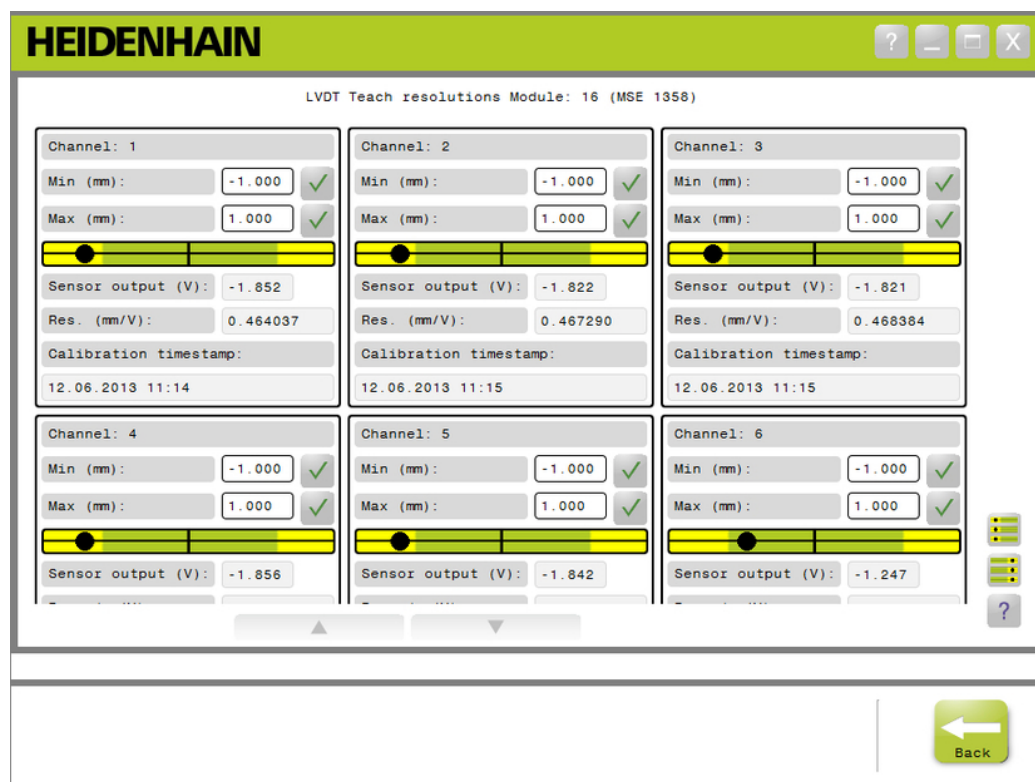 HEIDENHAIN
? X
LVDT Teach resolutions Module: 16 (MSE 1358)
Channel: 1
Min (mm): -1.000
Max (mm): 1.000
Sensor output (V): -1.852
Res. (mm/V): 0.464037
Calibration timestamp:
12.06.2013 11:14
Channel: 2
Min (mm): -1.000
Max (mm): 1.000
Sensor output (V): -1.822
Res. (mm/V): 0.467290
Calibration timestamp:
12.06.2013 11:15
Channel: 3
Min (mm): -1.000
Max (mm): 1.000
Sensor output (V): -1.821
Res. (mm/V): 0.468384
Calibration timestamp:
12.06.2013 11:15
Channel: 4
Min (mm): -1.000
Max (mm): 1.000
Sensor output (V): -1.856
Channel: 5
Min (mm): -1.000
Max (mm): 1.000
Sensor output (V): -1.842
Channel: 6
Min (mm): -1.000
Max (mm): 1.000
Sensor output (V): -1.247
?
Back